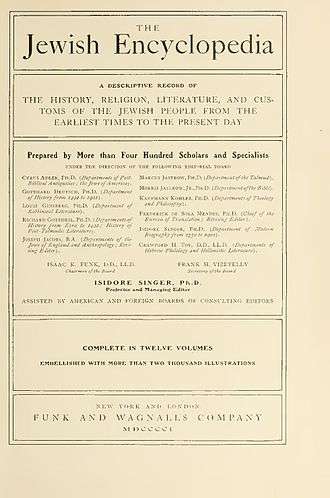 THE
Jewish Encyclopedia
A DESCRIPTIVE RECORD OF
THE HISTORY, RELIGION, LITERATURE, AND CUS-
TOMS OF THE JEWISH PEOPLE FROM THE
EARLIEST TIMES TO THE PRESENT DAY
Prepared by More than Four Hundred Scholars and Specialists
UNDER THE DIRECTION OF THE FOLLOWING EDITORIAL BOARD
CYRUS ADLER, PH.D. (Departments of Post-
Biblical Antiquities; the Jews of America).
GOTTHARD DEUTSCH, PH.D. (Department
of History from 1492 to 1901).
LOUIS GINZBERG, PH.D. (Department of
Rabbinical Literature).
RICHARD GOTTHEIL, PH.D. (Departments of
History from Ezra to 1492; History of
Post-Talmudic Literature).
JOSEPH JACOBS, B.A. (Departments of the
Jews of England and Anthropology; Revis-
ing Editor).
MARCUS JASTROW, PH.D. (Department of the Talmud).
MORRIS JASTROW, JR., PH.D. (Department of the Bible).
KAUFMANN KOHLER, PH.D. (Departments of Theology
and Philosophy).
FREDERICK DE SOLA MENDES, PH.D. (Chief of the
Bureau of Translation; Revising Editor).
ISIDORE SINGER, PH.D. (Department of Modern
Biography from 1750 to 1901).
CRAWFORD H. TOY, D.D., LL.D. (Departments of
Hebrew Philology and Hellenistic Literature).
ISAAC K. FUNK, D.D., LL.D.
Chairman of the Board
FRANK H. VIZETELLY
Secretary of the Board
ISIDORE SINGER, Ph.D.
Projector and Managing Editor
ASSISTED BY AMERICAN AND FOREIGN BOARDS OF CONSULTING EDITORS
COMPLETE IN TWELVE VOLUMES
EMBELLISHED WITH MORE THAN TWO THOUSAND ILLUSTRATIONS
NEW YORK AND LONDON
FUNK AND WAGNALLS COMPANY
MDCCCCI